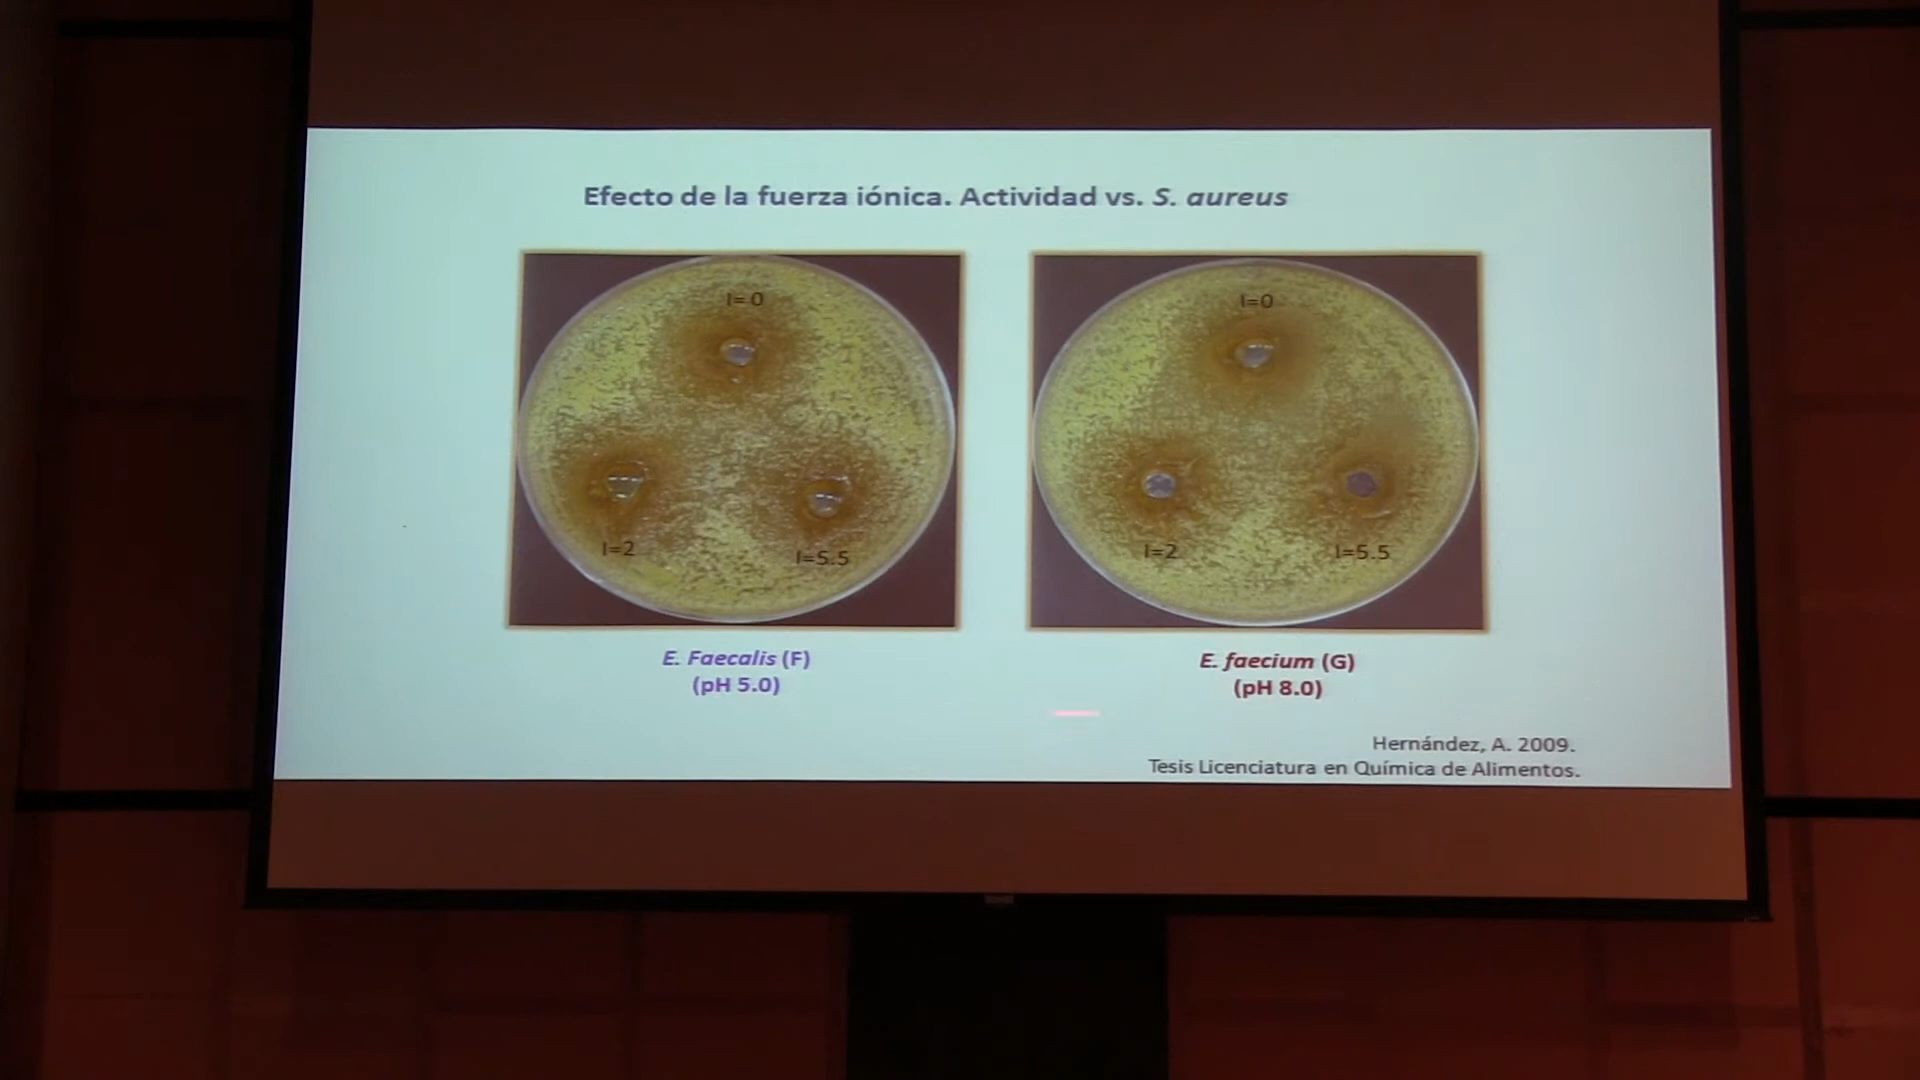 Efecto de la fuerza iónica. Actividad vs. S. aureus
I= 0
I=2
I=5.5
I=0
I=2
I=5.5
E. Faecalis (F)
(pH 5.0)
E. faecium (G)
(pH 8.0)
Hernández, A. 2009.
Tesis Licenciatura en Química de Alimentos.